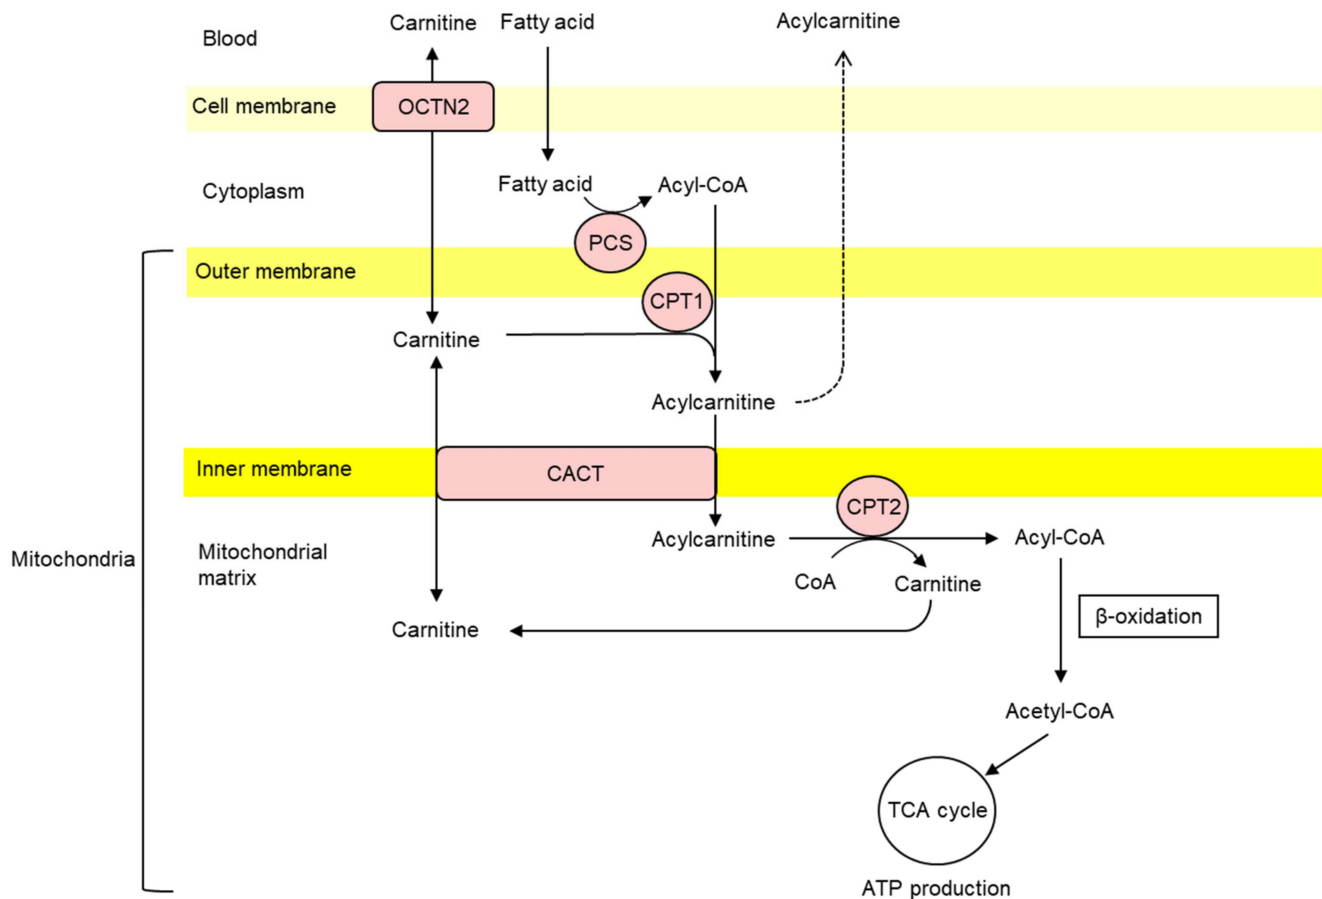 Blood
Carnitine
Fatty acid
Acylcarnitine
Cell membrane
OCTN2
Cytoplasm
Fatty acid
Acyl-CoA
PCS
Outer membrane
CPT1
Carnitine
Acylcarnitine
Inner membrane
CACT
CPT2
Mitochondria
Mitochondrial
matrix
Acylcarnitine
Acyl-CoA
CoA
Carnitine
Carnitine
β-oxidation
Acetyl-CoA
TCA cycle
ATP production